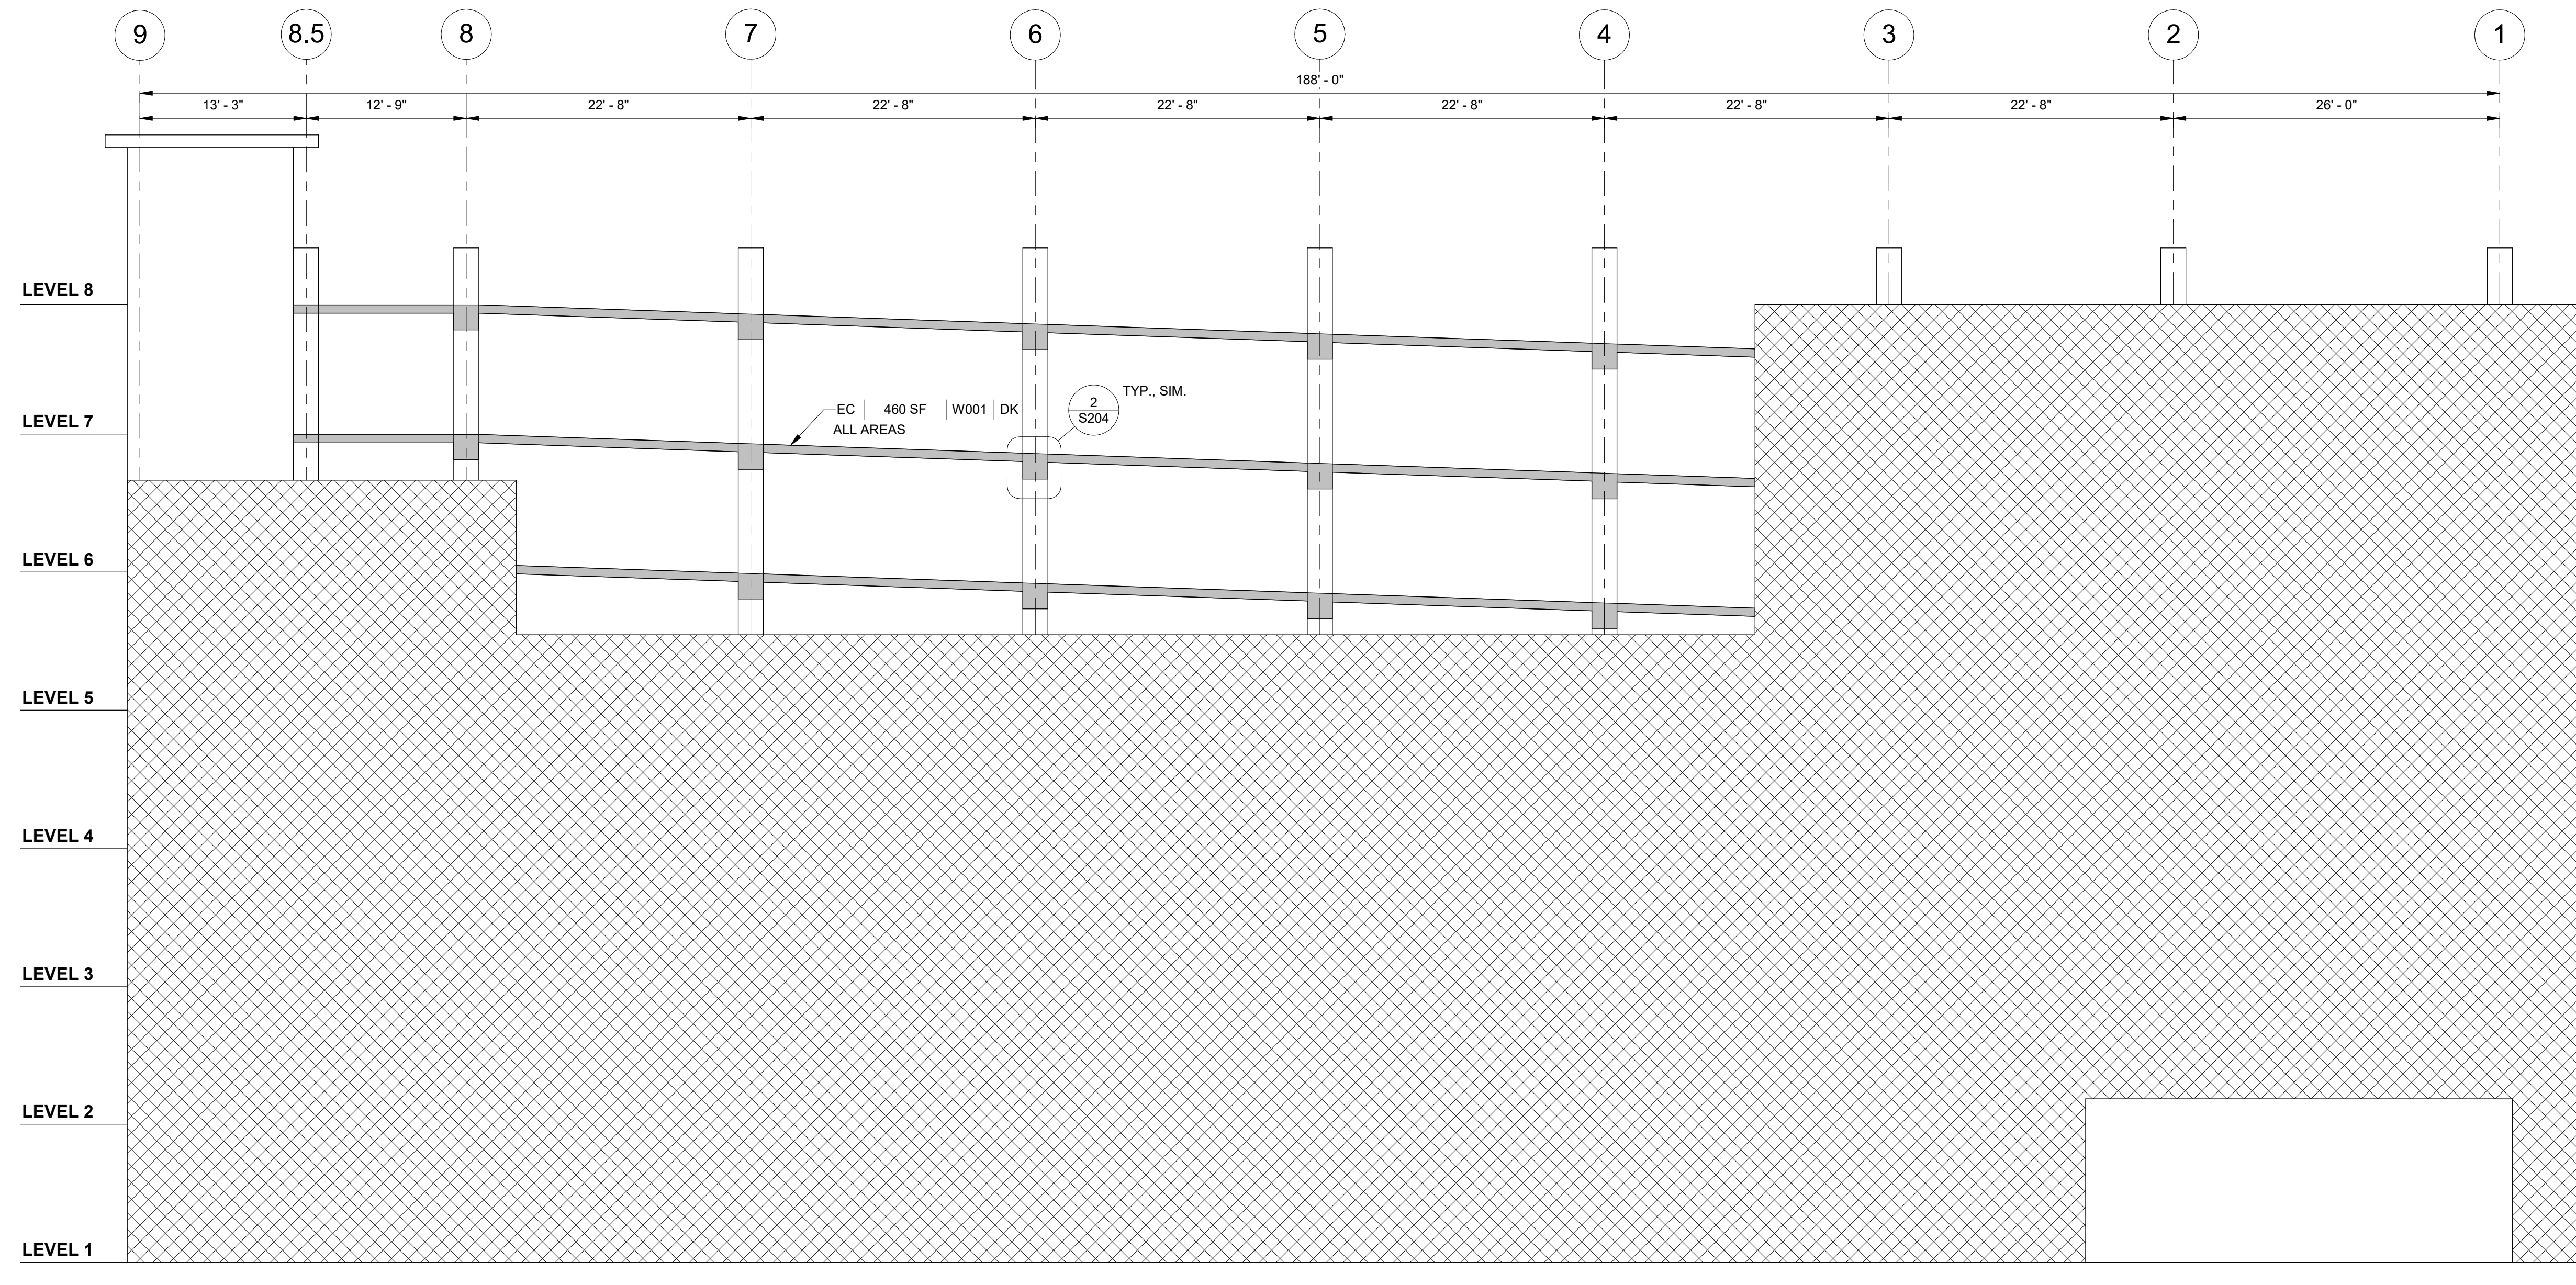 9 8.5 8 7 6 5 4 3 2 1
188' - 0"
13' - 3" 12' - 9" 22' - 8" 22' - 8" 22' - 8" 22' - 8" 22' - 8" 22' - 8" 26' - 0"
LEVEL 8
TYP., SIM.
2
S204
EC 460 SF W001 DK
ALL AREAS
LEVEL 7
LEVEL 6
LEVEL 5
LEVEL 4
LEVEL 3
LEVEL 2
LEVEL 1